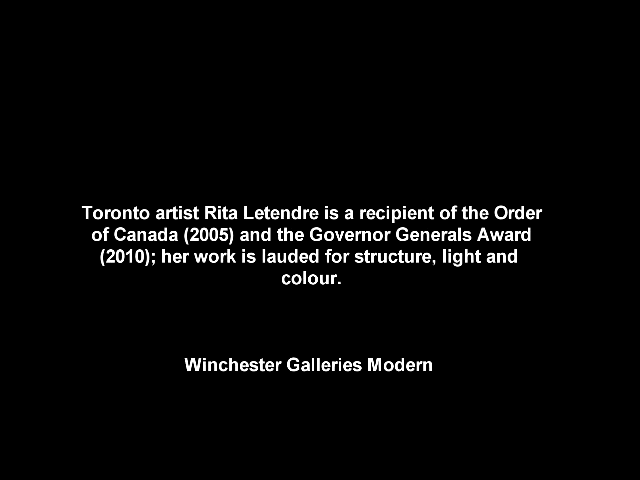 Toronto artist Rita Letendre is a recipient of the Order
of Canada (2005) and the Governor Generals Award
(2010); her work is lauded for structure, light and
colour.
Winchester Galleries Modern